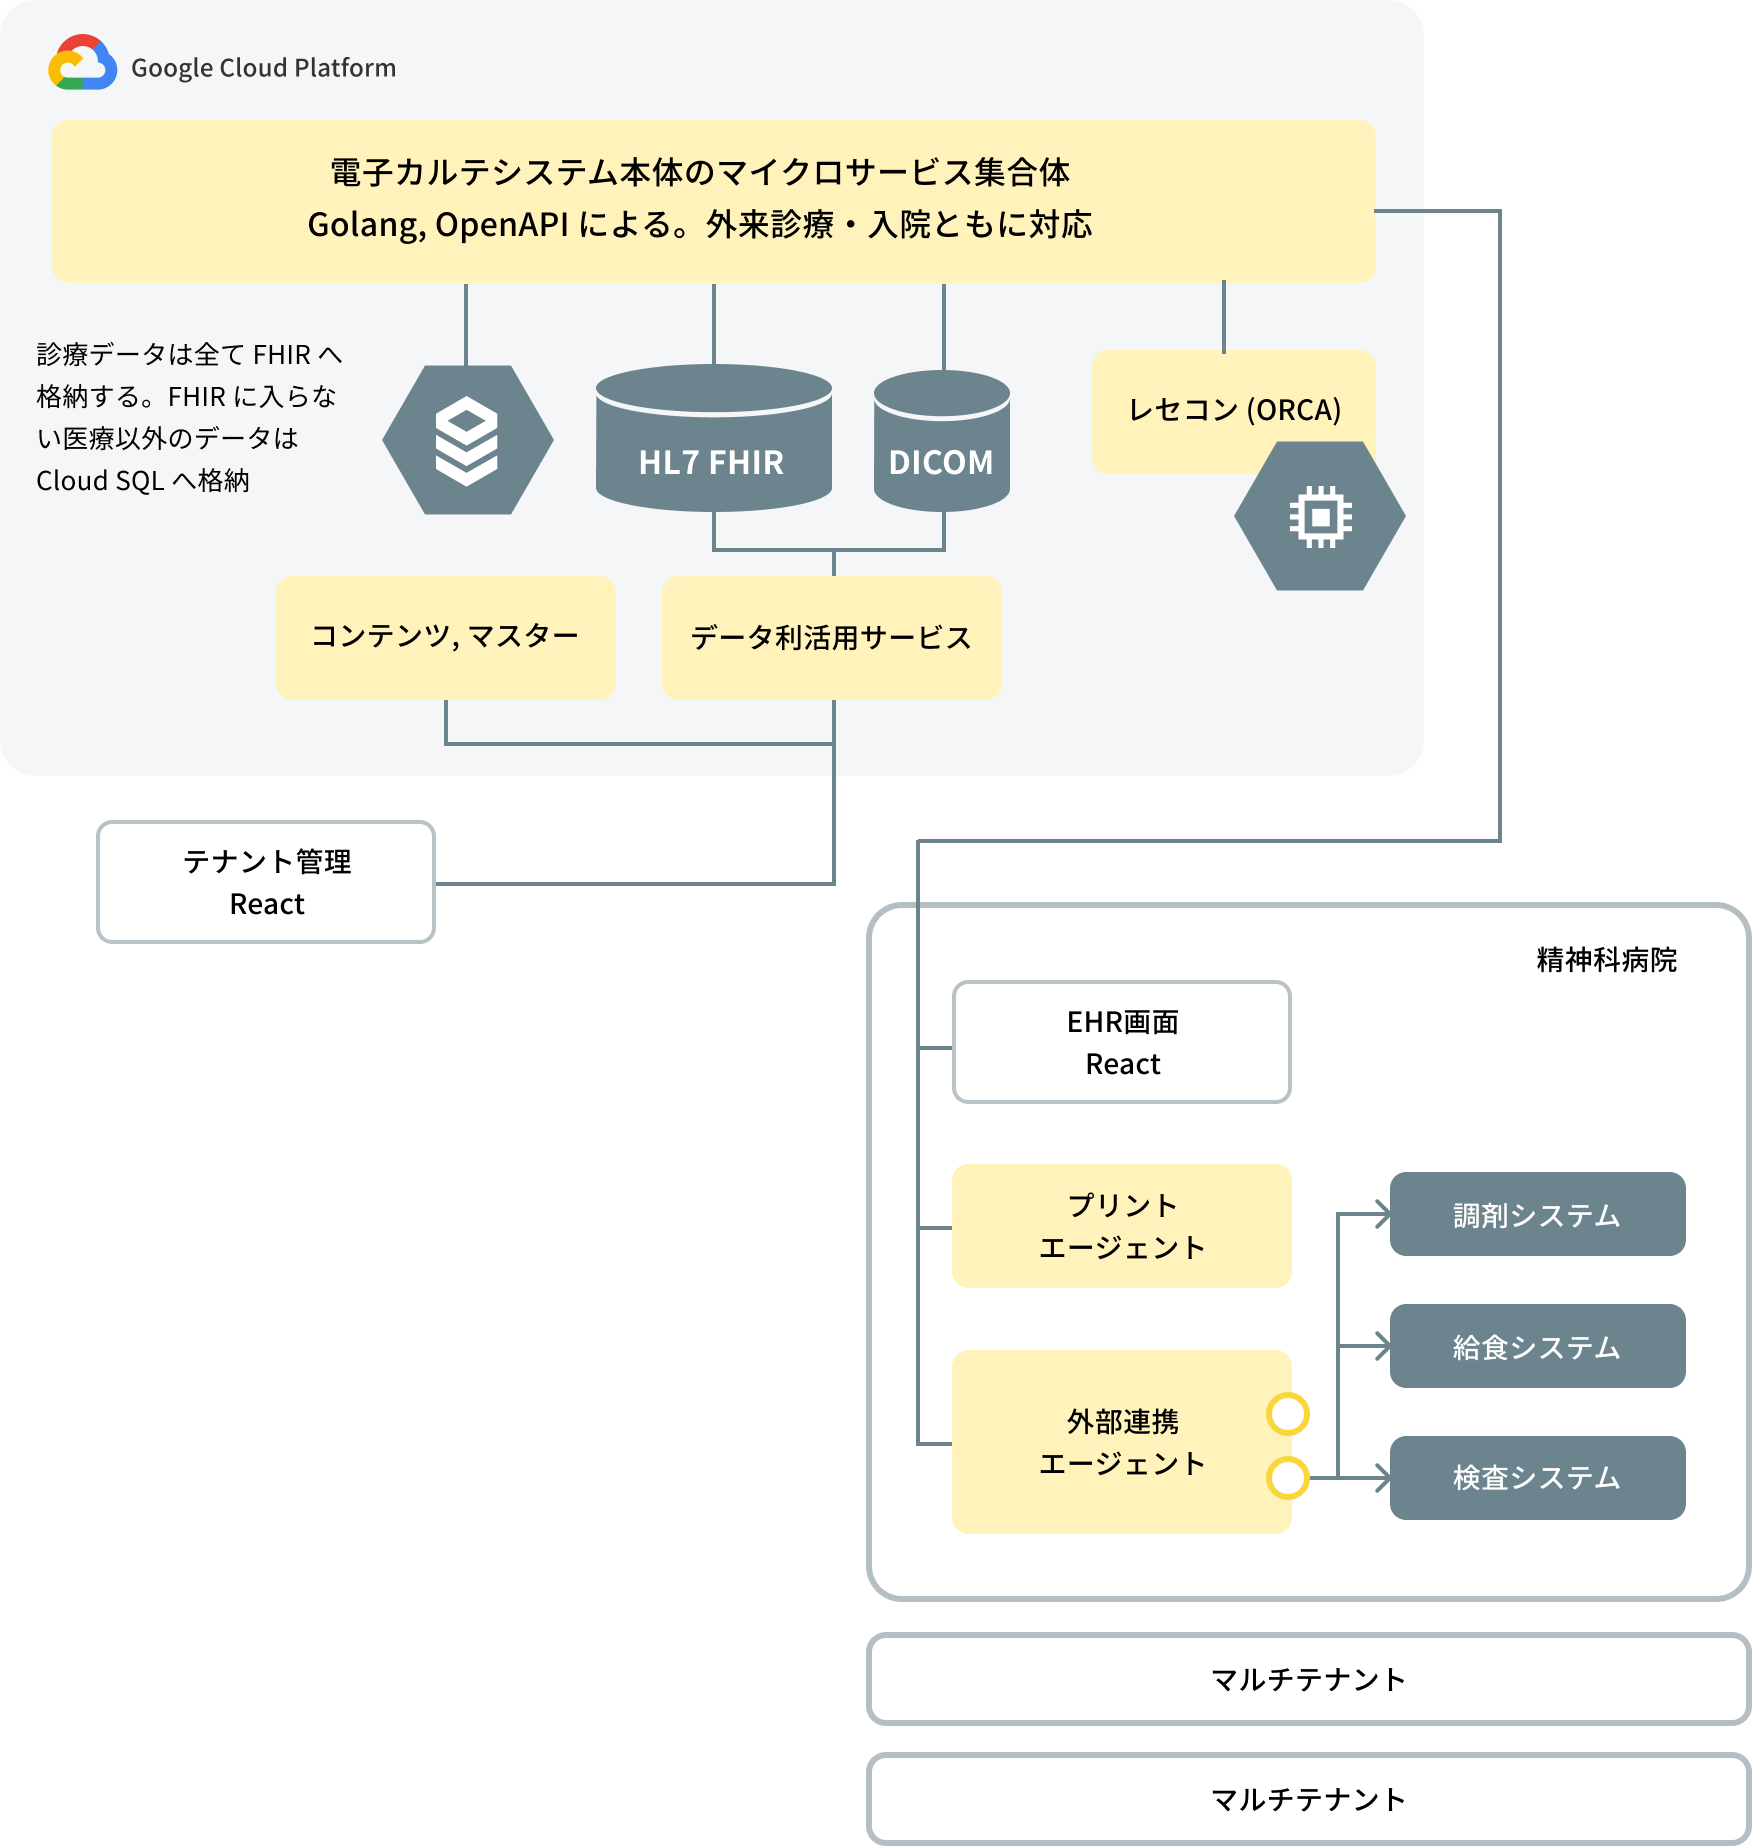 Google Cloud Platform
電子カルテシステム本体のマイクロサービス集合体
Golang, OpenAPI による。外来診療・入院ともに対応
診療データは全て FHIR へ
格納する。FHIR に入らな
い医療以外のデータは
Cloud SQL へ格納
HL7 FHIR
DICOM
レセコン (ORCA)
コンテンツ, マスター
データ利活用サービス
テナント管理
React
精神科病院
EHR画面
React
プリント
エージェント
外部連携
エージェント
調剤システム
給食システム
検査システム
マルチテナント
マルチテナント